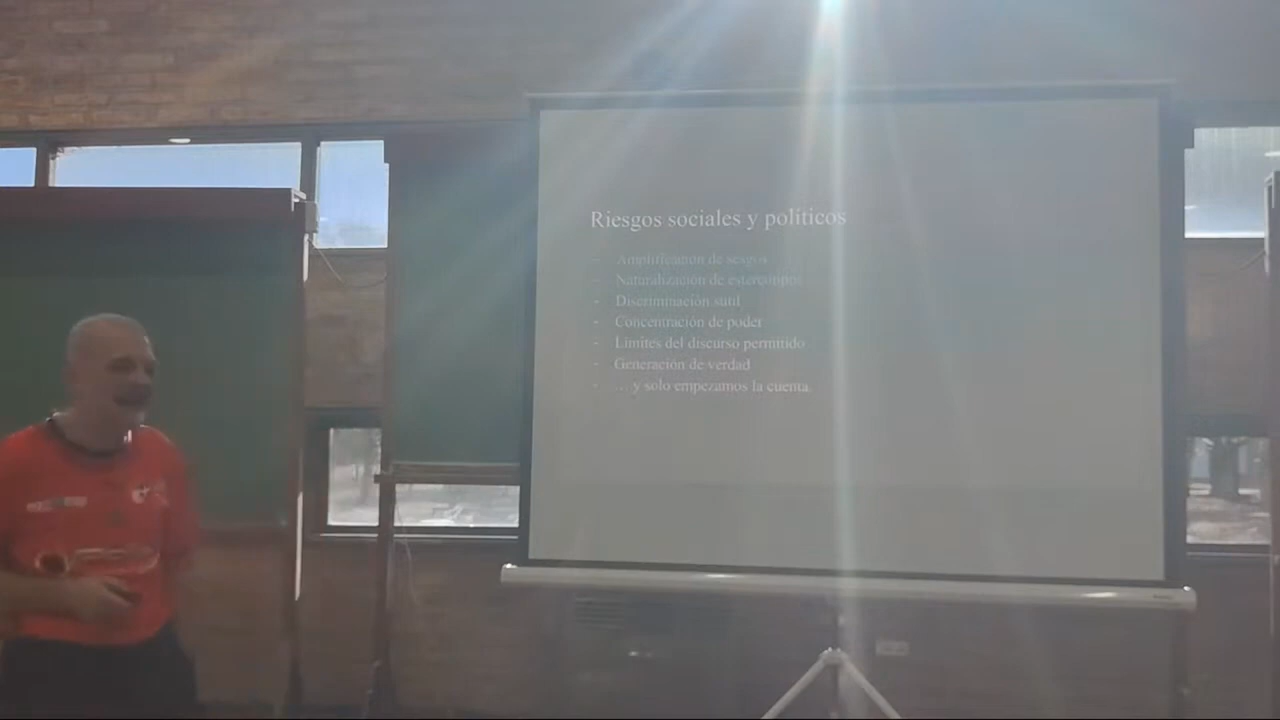 Riesgos sociales y políticos
- Amplificación de sesgos
- Naturalización de estereotipos
- Discriminación sutil
- Concentración de poder
- Límites del discurso permitido
- Generación de verdad
- … y solo empezamos la cuenta.